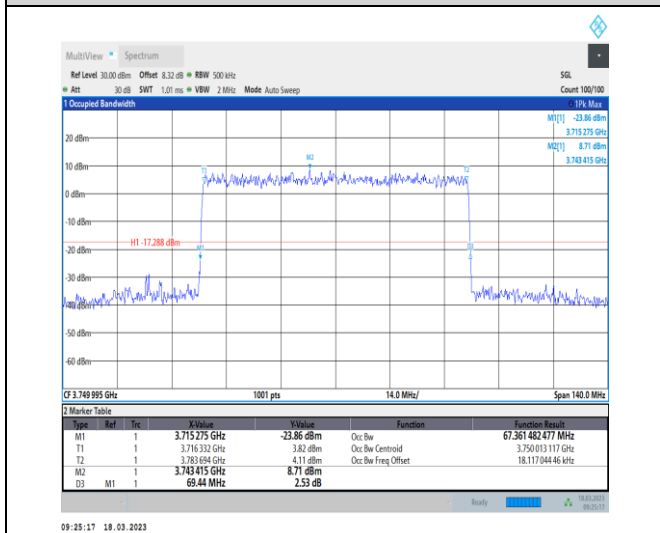 MultiView Spectrum
Ref Level 30.00 dBm Offset 8.32 dB RBW 500 kHz SGL
Att 30 dB SWT 1.01 ms VBW 2 MHz Mode Auto Sweep Count 100/100
1 Occupied Bandwidth 1Pk Max
M1[1] -23.86 dBm
3.715 275 GHz
M2[1] 8.71 dBm
3.743 415 GHz
20 dBm
10 dBm
0 dBm
-10 dBm
-20 dBm
-30 dBm
-40 dBm
-50 dBm
-60 dBm
H1 -17.288 dBm
T1
M2
T2
M1
D3
CF 3.749 995 GHz 1001 pts 14.0 MHz/ Span 140.0 MHz
2 Marker Table
Type Ref Trc X-Value Y-Value Function Function Result
M1 1 3.715 275 GHz -23.86 dBm Occ Bw 67.361 482 477 MHz
T1 1 3.716 332 GHz 3.82 dBm Occ Bw Centroid 3.750 013 117 GHz
T2 1 3.783 694 GHz 4.11 dBm Occ Bw Freq Offset 18.117 044 46 kHz
M2 1 3.743 415 GHz 8.71 dBm
D3 M1 1 69.44 MHz 2.53 dB
Ready 18.03.2023
09:25:17
09:25:17 18.03.2023